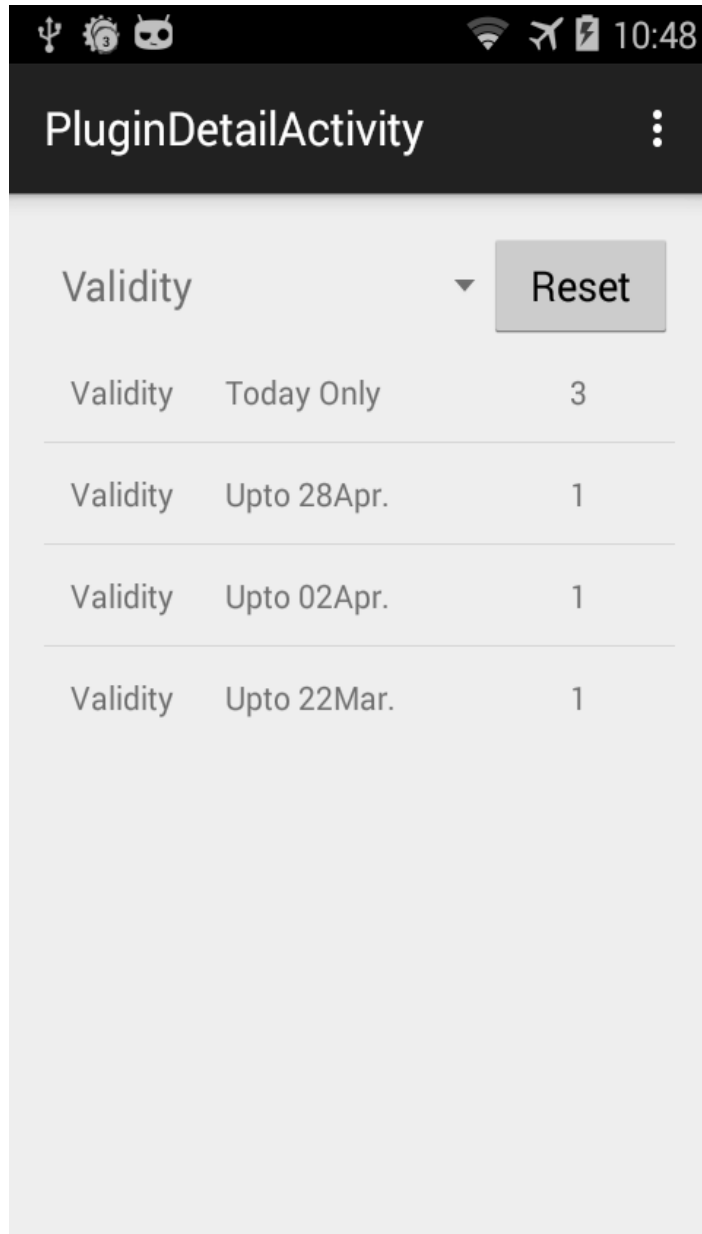 3 10:48
PluginDetailActivity
Validity Reset
Validity Today Only 3
Validity Upto 28Apr. 1
Validity Upto 02Apr. 1
Validity Upto 22Mar. 1